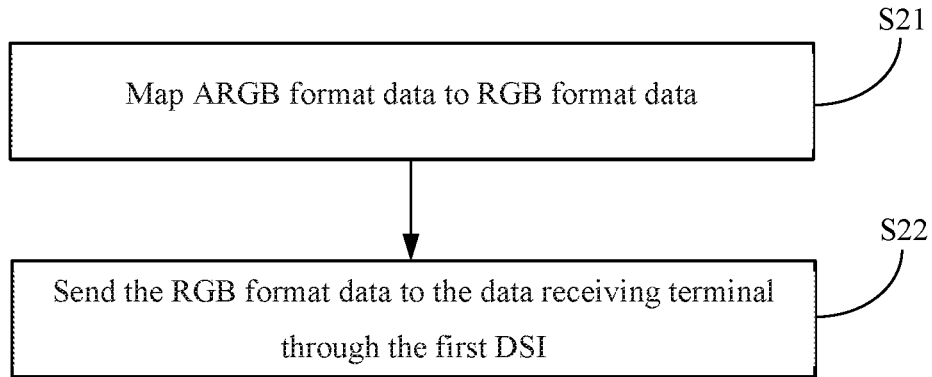 S21
Map ARGB format data to RGB format data
S22
Send the RGB format data to the data receiving terminal
through the first DSI